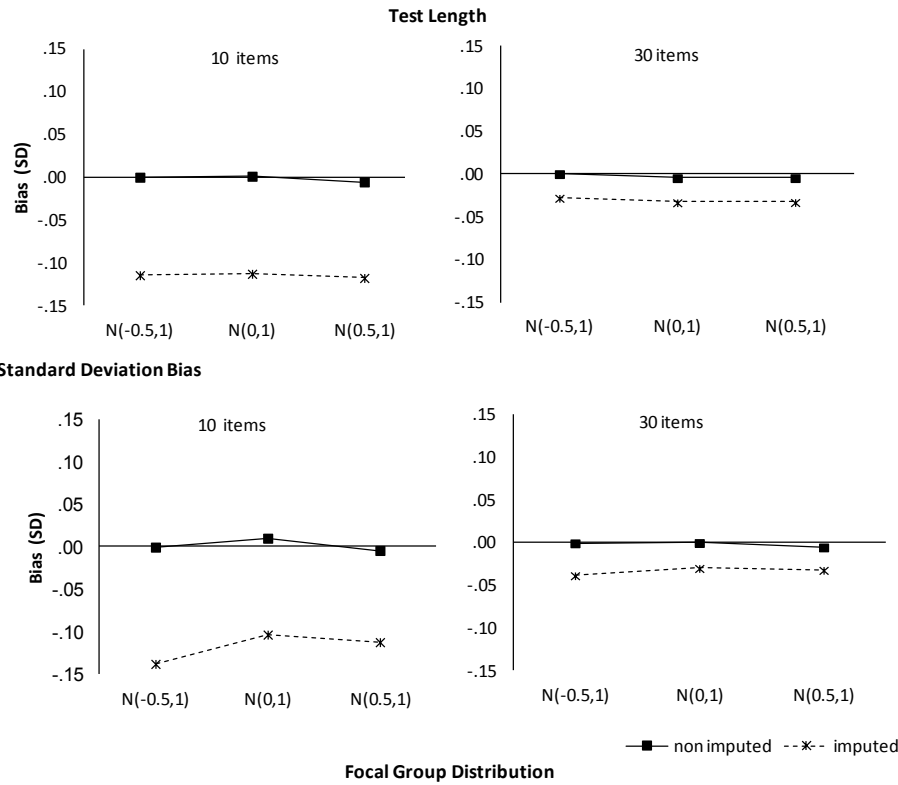 Test Length
10 items
30 items
.15
.10
.05
.00
-.05
-.10
-.15
Bias (SD)
N(-0.5,1) N(0,1) N(0.5,1)
.15
.10
.05
.00
-.05
-.10
-.15
N(-0.5,1) N(0,1) N(0.5,1)
Standard Deviation Bias
10 items
30 items
.15
.10
.05
.00
-.05
-.10
-.15
Bias (SD)
N(-0.5,1) N(0,1) N(0.5,1)
.15
.10
.05
.00
-.05
-.10
-.15
N(-0.5,1) N(0,1) N(0.5,1)
non imputed imputed
Focal Group Distribution